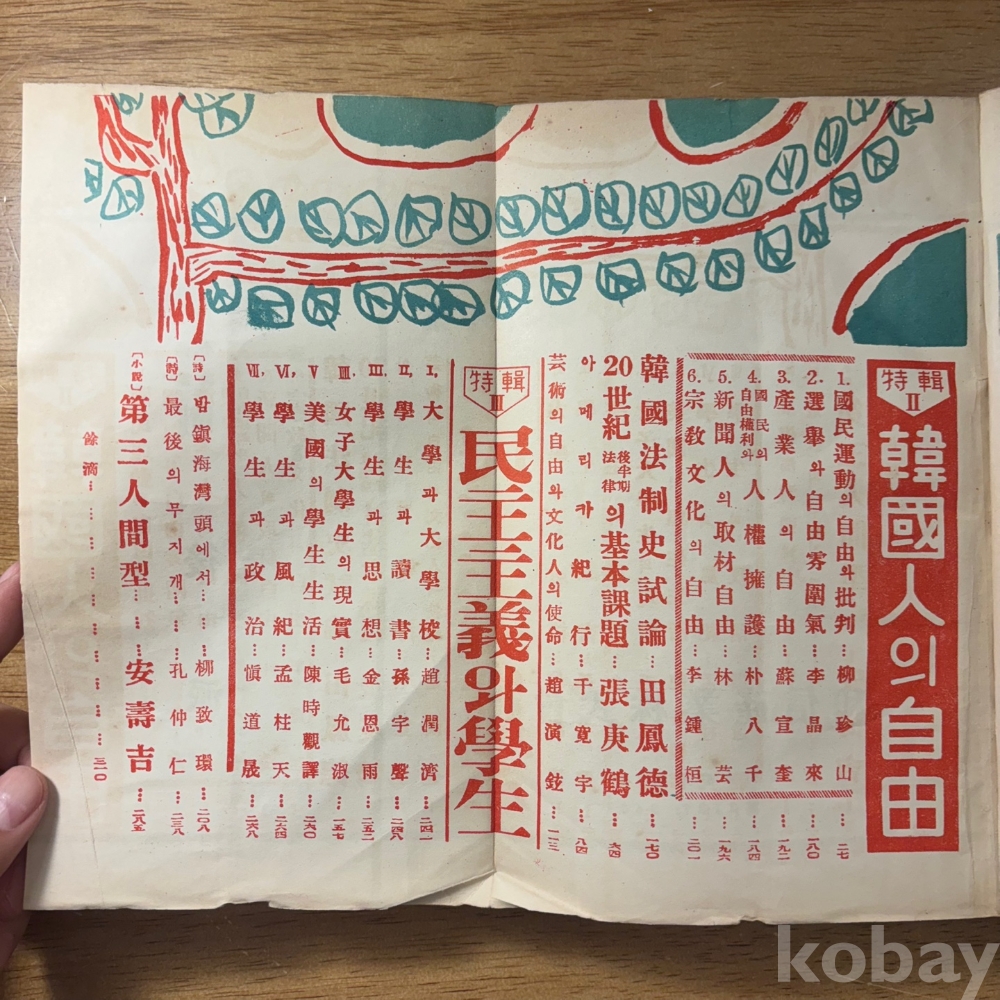 特輯
II
韓國人의自由
1. 國民運動의自由와批判…柳珍山…二七
2. 選擧와自由雰圍氣…李晶來…一八〇
3. 產業人의自由…蘇宣奎…一九二
4. 國民의自由權利와人權擁護…朴八千…一八四
5. 新聞人의取材自由…林芸…一九六
6. 宗敎文化의自由…李鍾桓…二〇一
韓國法制史試論…田鳳德…一七〇
20世紀後半期法律의基本課題…張庚鶴…六四
아메리카紀行…千寬宇…八四
芸術의自由와文化人의使命…趙演鉉…一一三
特輯
II
民主主義와學生
I. 大學과大學校…趙潤濟…二四一
II. 學生과讀書…孫宇聲…二四八
III. 學生과思想…金恩雨…二五二
III. 女子大學生의現實…毛允淑…一五七
V 美國의學生生活…陳時觀譯…二六〇
VI. 學生과風紀…孟柱天…二六四
VII. 學生과政治…愼道晟…二六八
〔詩〕밤鎭海灣頭에서…柳致環…二〇八
〔詩〕最後의무지개…孔仲仁…二三八
〔小說〕第三人間型…安壽吉…二八五
餘滴…三一〇
kobay